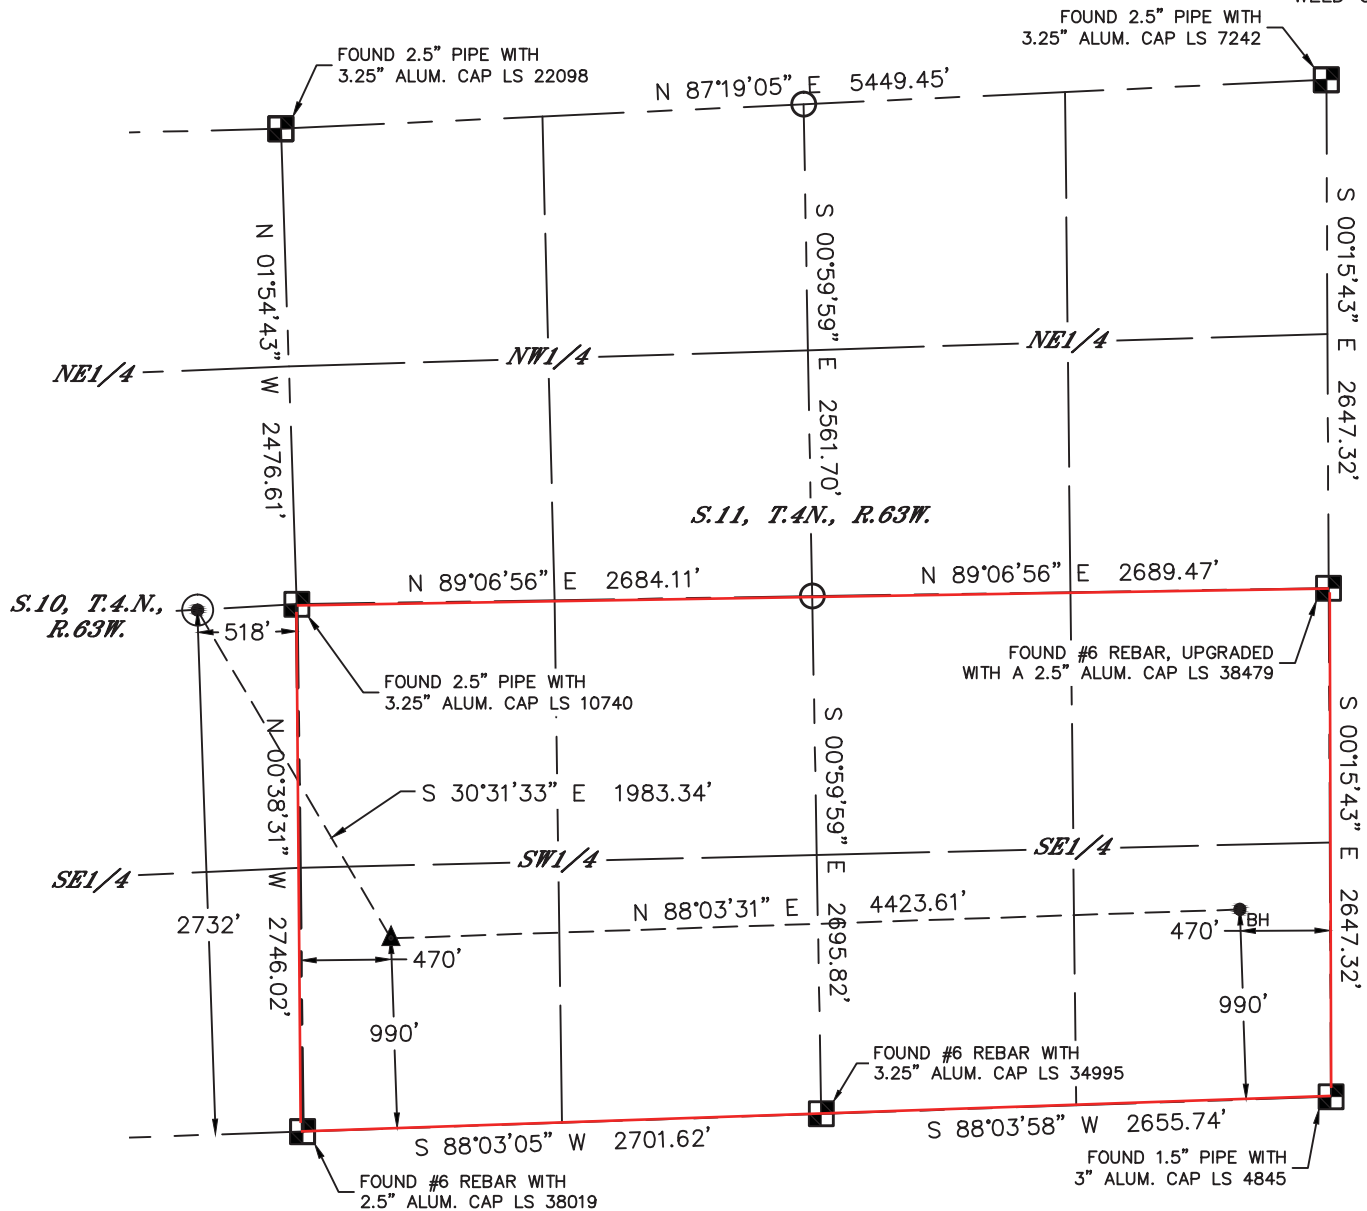 FOUND 2.5" PIPE WITH
3.25" ALUM. CAP LS 7242
FOUND 2.5" PIPE WITH
3.25" ALUM. CAP LS 22098
N 87°19'05" E 5449.45'
N 01°54'43" W 2476.61'
S 00°59'59" E 2561.70'
S 00°15'43" E 2647.32'
NE1/4
NW1/4
NE1/4
S.11, T.4N., R.63W.
N 89°06'56" E 2684.11'
N 89°06'56" E 2689.47'
S.10, T.4.N.,
R.63W.
518'
FOUND #6 REBAR, UPGRADED
WITH A 2.5" ALUM. CAP LS 38479
FOUND 2.5" PIPE WITH
3.25" ALUM. CAP LS 10740
N 00°38'31" W 2746.02'
S 30°31'33" E 1983.34'
S 00°59'59" E 2695.82'
S 00°15'43" E 2647.32'
SE1/4
SW1/4
SE1/4
2732'
N 88°03'31" E 4423.61'
BH
470'
470'
990'
990'
FOUND #6 REBAR WITH
3.25" ALUM. CAP LS 34995
S 88°03'05" W 2701.62'
S 88°03'58" W 2655.74'
FOUND 1.5" PIPE WITH
3" ALUM. CAP LS 4845
FOUND #6 REBAR WITH
2.5" ALUM. CAP LS 38019